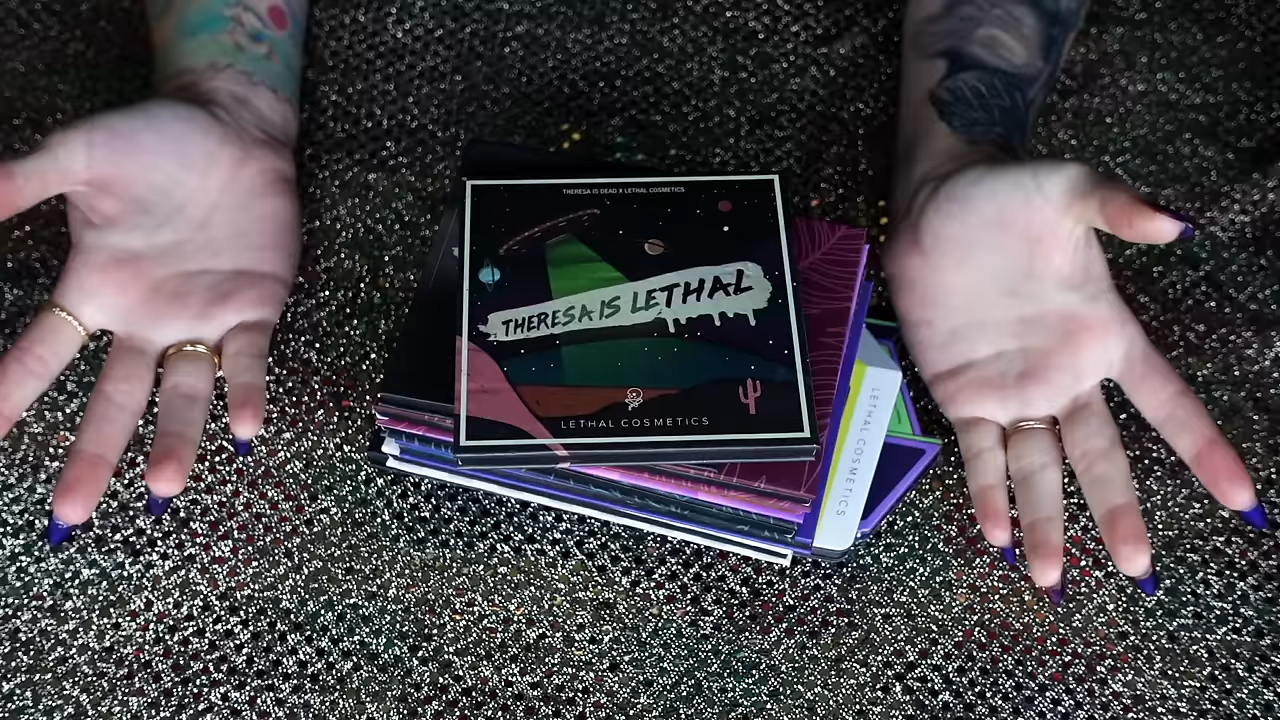 THERESA IS DEAD X LETHAL COSMETICS
THERESA IS LETHAL
LETHAL COSMETICS
LETHAL COSMETICS